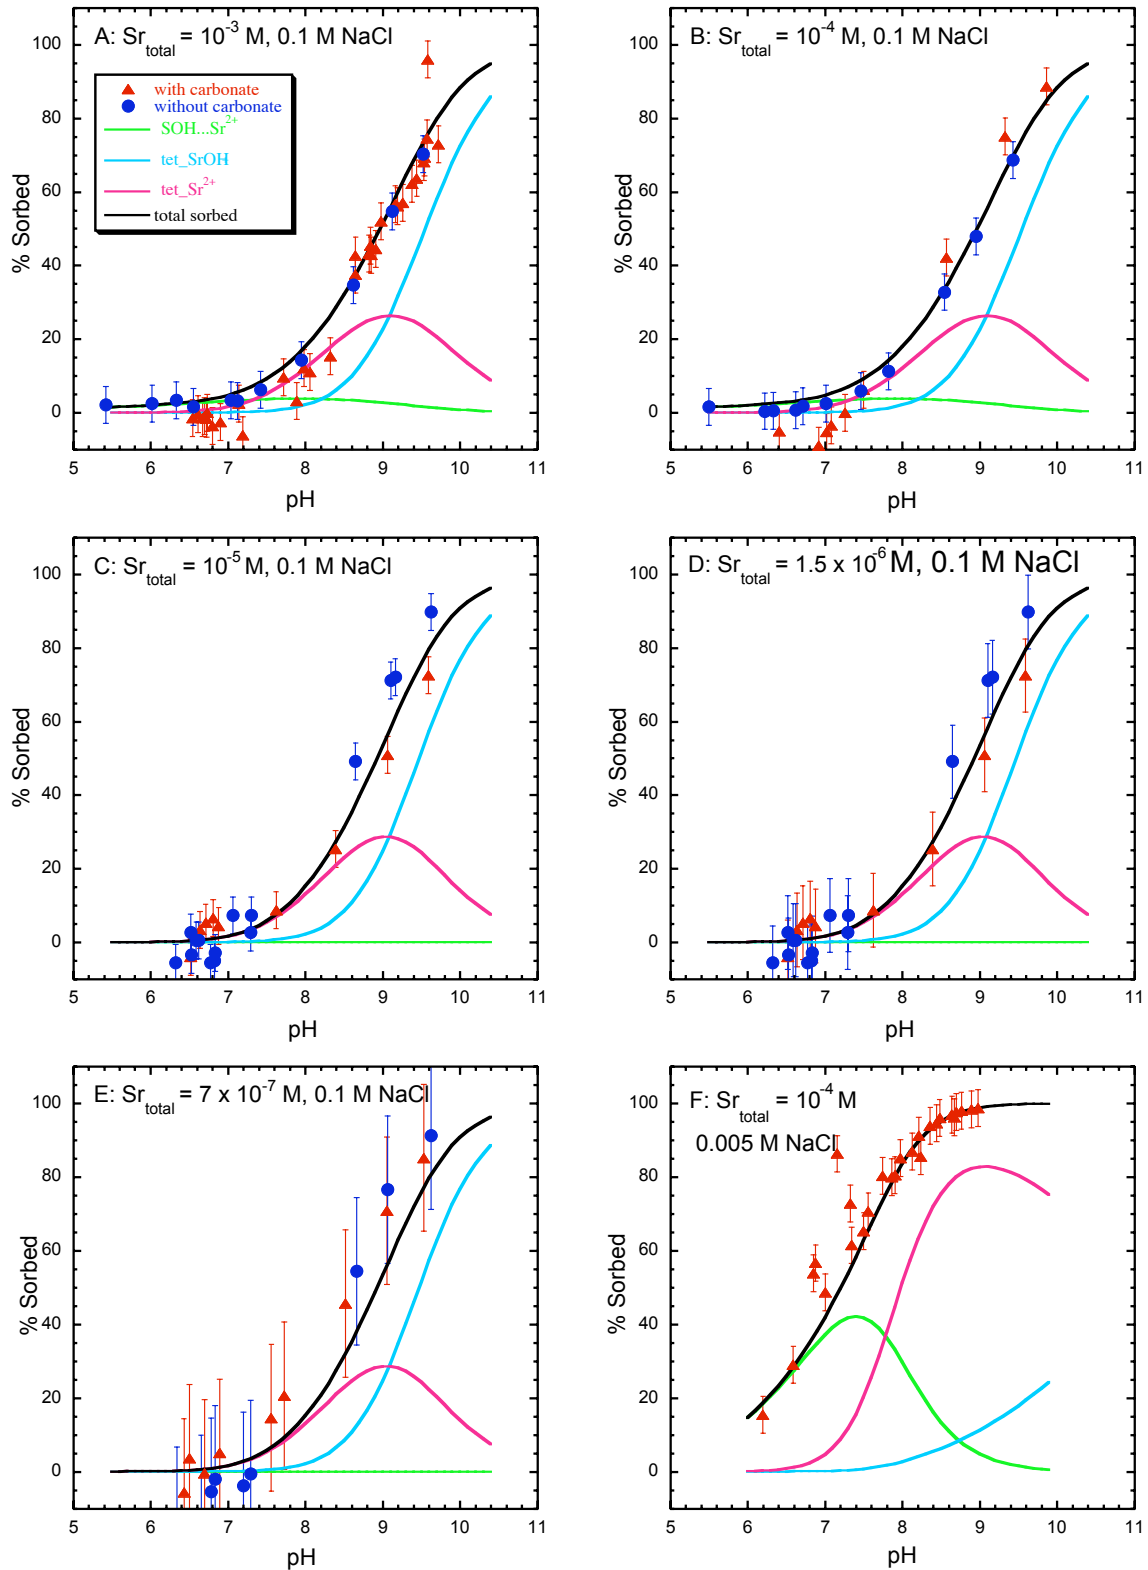 A: Sr_total = 10^-3 M, 0.1 M NaCl
with carbonate
without carbonate
SOH...Sr^2+
tet_SrOH
tet_Sr^2+
total sorbed
% Sorbed
100
80
60
40
20
0
5 6 7 8 9 10 11
pH
B: Sr_total = 10^-4 M, 0.1 M NaCl
% Sorbed
100
80
60
40
20
0
5 6 7 8 9 10 11
pH
C: Sr_total = 10^-5 M, 0.1 M NaCl
% Sorbed
100
80
60
40
20
0
5 6 7 8 9 10 11
pH
D: Sr_total = 1.5 x 10^-6 M, 0.1 M NaCl
% Sorbed
100
80
60
40
20
0
5 6 7 8 9 10 11
pH
E: Sr_total = 7 x 10^-7 M, 0.1 M NaCl
% Sorbed
100
80
60
40
20
0
5 6 7 8 9 10 11
pH
F: Sr_total = 10^-4 M
0.005 M NaCl
% Sorbed
100
80
60
40
20
0
5 6 7 8 9 10 11
pH